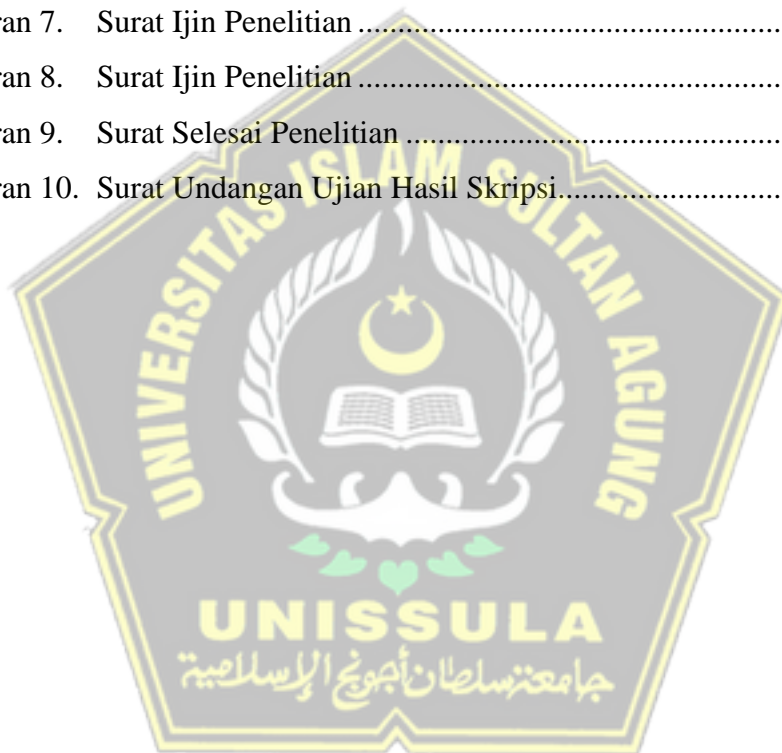 ran 7. Surat Ijin Penelitian ........................................................
ran 8. Surat Ijin Penelitian ........................................................
ran 9. Surat Selesai Penelitian ..................................................
ran 10. Surat Undangan Ujian Hasil Skripsi..............................
UNIVERSITAS ISLAM SULTAN AGUNG
UNISSULA
جامعة سلطان أجونج الإسلامية